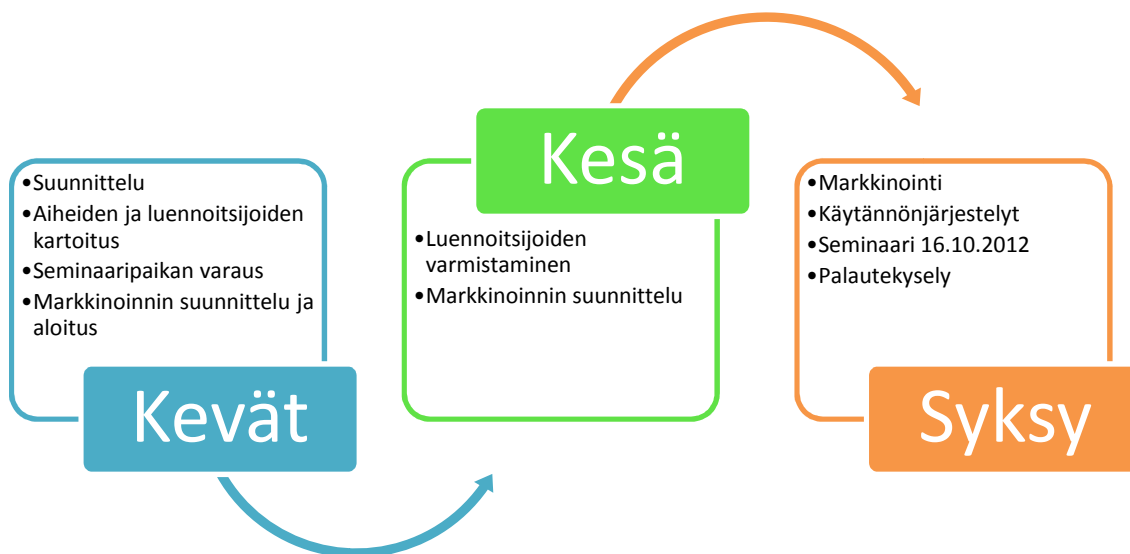 •Suunnittelu
•Aiheiden ja luennoitsijoiden
kartoitus
•Seminaaripaikan varaus
•Markkinoinnin suunnittelu ja
aloitus
Kevät
Kesä
•Luennoitsijoiden
varmistaminen
•Markkinoinnin suunnittelu
•Markkinointi
•Käytännönjärjestelyt
•Seminaari 16.10.2012
•Palautekysely
Syksy